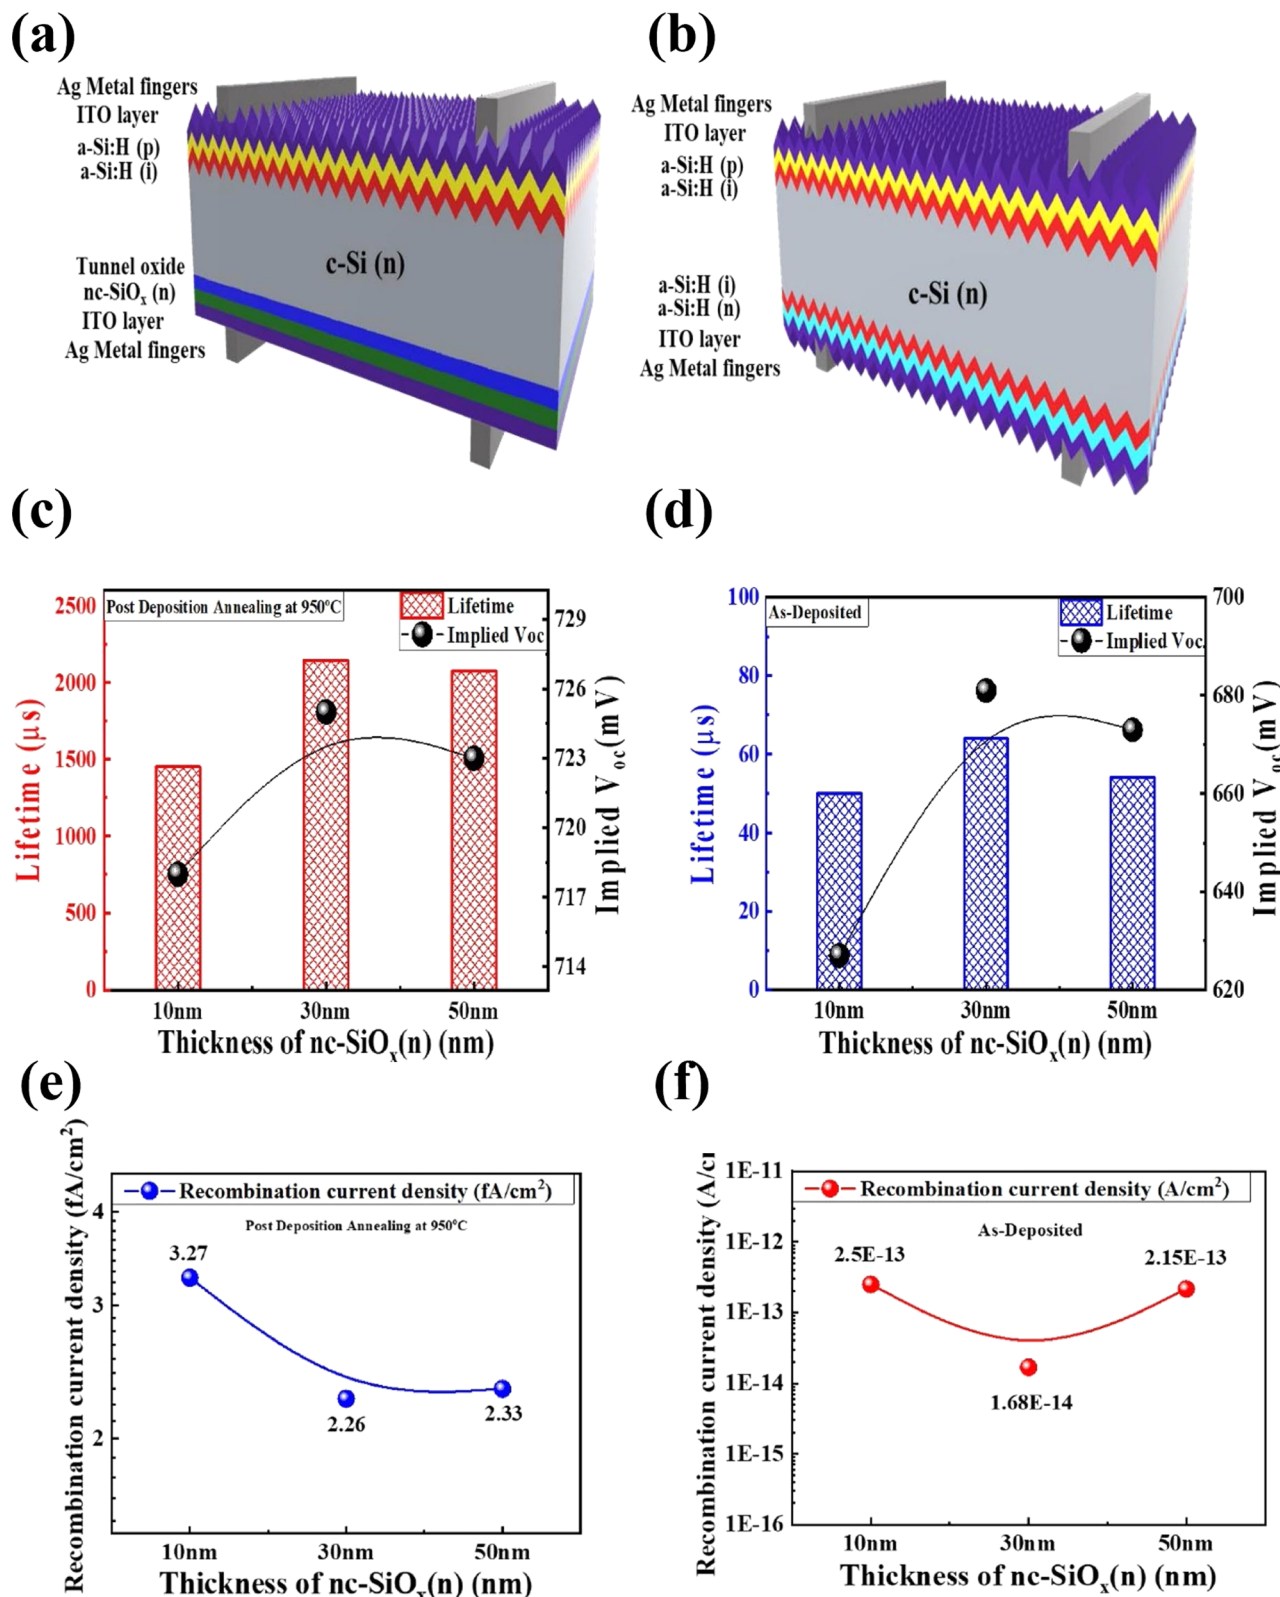 (a)
Ag Metal fingers
ITO layer
a-Si:H (p)
a-Si:H (i)
c-Si (n)
Tunnel oxide
nc-SiOx (n)
ITO layer
Ag Metal fingers
(b)
Ag Metal fingers
ITO layer
a-Si:H (p)
a-Si:H (i)
c-Si (n)
a-Si:H (i)
a-Si:H (n)
ITO layer
Ag Metal fingers
(c)
Post Deposition Annealing at 950°C
Lifetime
Implied Voc
Lifetime (μs)
2500
2000
1500
1000
500
0
Implied Voc(mV)
729
726
723
720
717
714
10nm 30nm 50nm
Thickness of nc-SiOx(n) (nm)
(d)
As-Deposited
Lifetime
Implied Voc
Lifetime (μs)
100
80
60
40
20
0
Implied Voc(mV)
700
680
660
640
620
10nm 30nm 50nm
Thickness of nc-SiOx(n) (nm)
(e)
Recombination current density (fA/cm²)
Recombination current density (fA/cm²)
Post Deposition Annealing at 950°C
4
3
2
3.27
2.26
2.33
10nm 30nm 50nm
Thickness of nc-SiOx(n) (nm)
(f)
Recombination current density
Recombination current density (A/cm²)
As-Deposited
1E-11
1E-12
1E-13
1E-14
1E-15
1E-16
2.5E-13
1.68E-14
2.15E-13
10nm 30nm 50nm
Thickness of nc-SiOx(n) (nm)